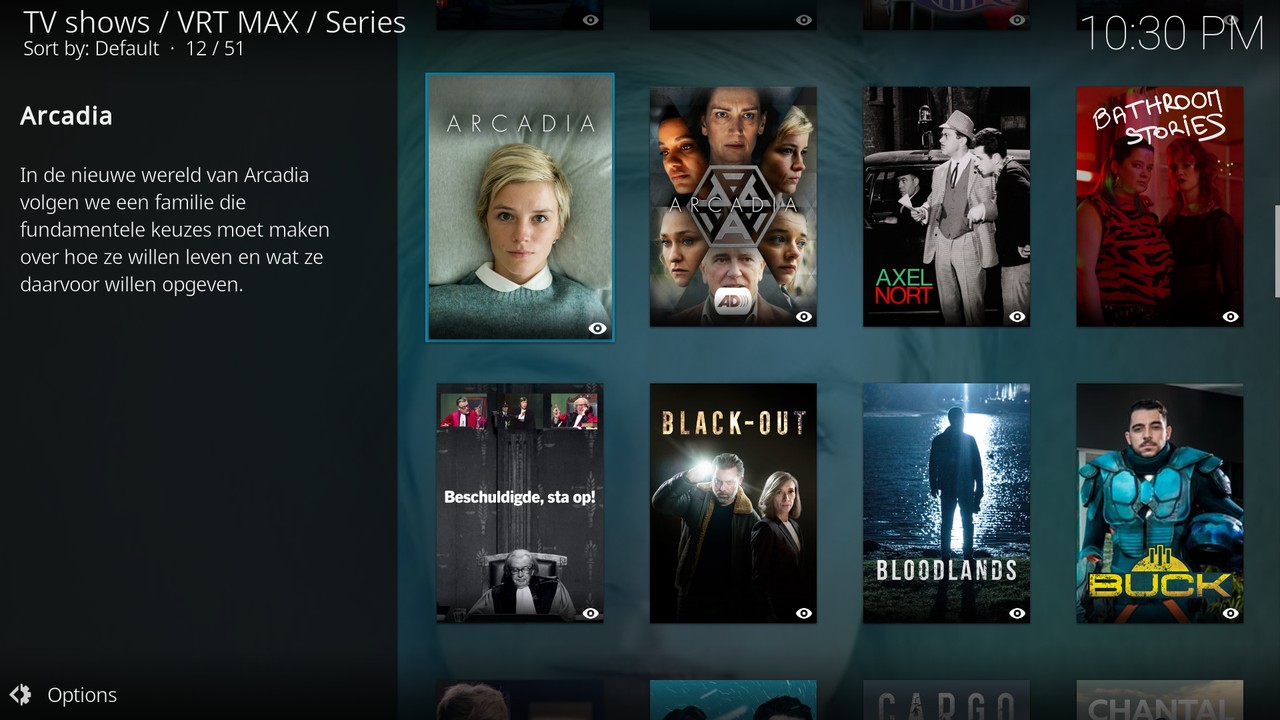 TV shows / VRT MAX / Series
Sort by: Default · 12 / 51
10:30 PM
Arcadia
In de nieuwe wereld van Arcadia
volgen we een familie die
fundamentele keuzes moet maken
over hoe ze willen leven en wat ze
daarvoor willen opgeven.
ARCADIA
ARCADIA
AD
AXEL
NORT
BATHROOM
STORIES
Beschuldigde, sta op!
BLACK-OUT
BLOODLANDS
BUCK
CARGO
CHANTAL
Options